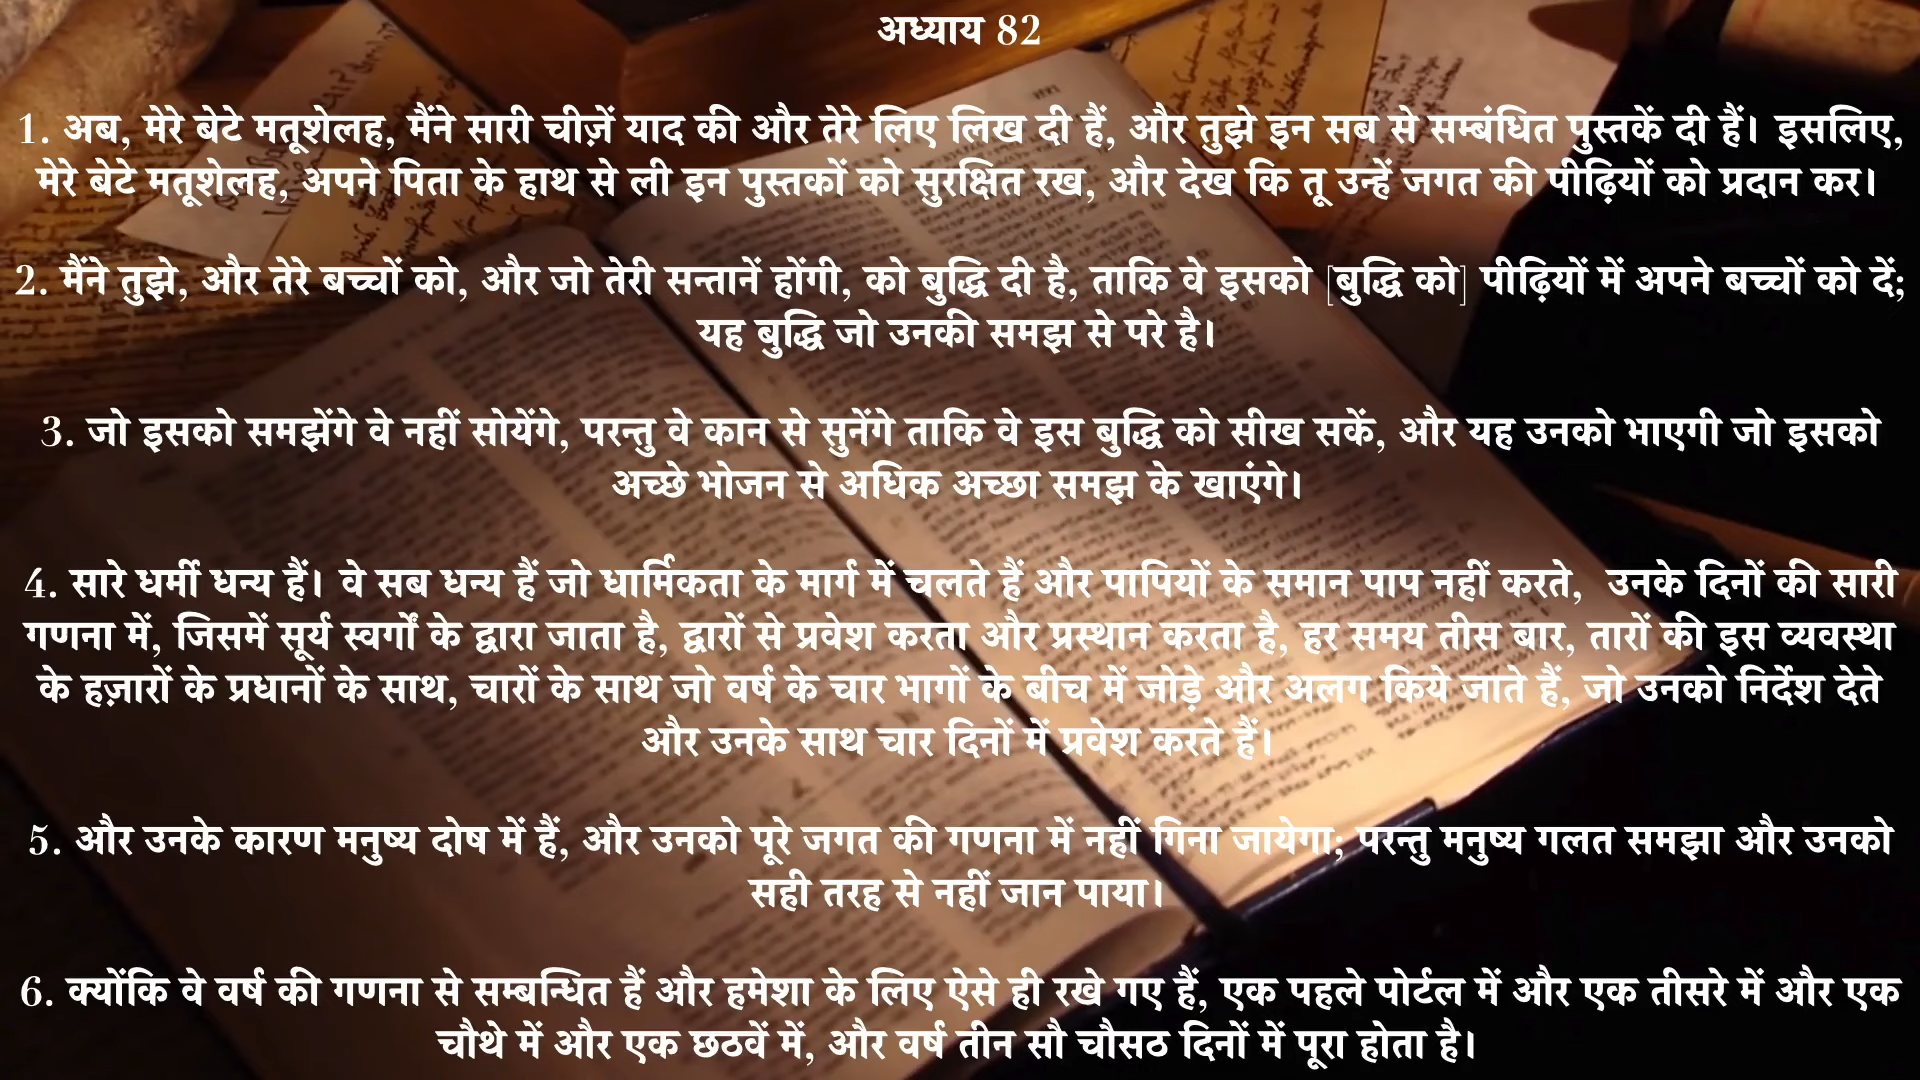 अध्याय 82
1. अब, मेरे बेटे मतूशेलह, मैंने सारी चीज़ें याद की और तेरे लिए लिख दी हैं, और तुझे इन सब से सम्बंधित पुस्तकें दी हैं। इसलिए,
मेरे बेटे मतूशेलह, अपने पिता के हाथ से ली इन पुस्तकों को सुरक्षित रख, और देख कि तू उन्हें जगत की पीढ़ियों को प्रदान कर।
2. मैंने तुझे, और तेरे बच्चों को, और जो तेरी सन्तानें होंगी, को बुद्धि दी है, ताकि वे इसको [बुद्धि को] पीढ़ियों में अपने बच्चों को दें;
यह बुद्धि जो उनकी समझ से परे है।
3. जो इसको समझेंगे वे नहीं सोयेंगे, परन्तु वे कान से सुनेंगे ताकि वे इस बुद्धि को सीख सकें, और यह उनको भाएगी जो इसको
अच्छे भोजन से अधिक अच्छा समझ के खाएंगे।
4. सारे धर्मी धन्य हैं। वे सब धन्य हैं जो धार्मिकता के मार्ग में चलते हैं और पापियों के समान पाप नहीं करते, उनके दिनों की सारी
गणना में, जिसमें सूर्य स्वर्गों के द्वारा जाता है, द्वारों से प्रवेश करता और प्रस्थान करता है, हर समय तीस बार, तारों की इस व्यवस्था
के हज़ारों के प्रधानों के साथ, चारों के साथ जो वर्ष के चार भागों के बीच में जोड़े और अलग किये जाते हैं, जो उनको निर्देश देते
और उनके साथ चार दिनों में प्रवेश करते हैं।
5. और उनके कारण मनुष्य दोष में हैं, और उनको पूरे जगत की गणना में नहीं गिना जायेगा; परन्तु मनुष्य गलत समझा और उनको
सही तरह से नहीं जान पाया।
6. क्योंकि वे वर्ष की गणना से सम्बन्धित हैं और हमेशा के लिए ऐसे ही रखे गए हैं, एक पहले पोर्टल में और एक तीसरे में और एक
चौथे में और एक छठवें में, और वर्ष तीन सौ चौसठ दिनों में पूरा होता है।